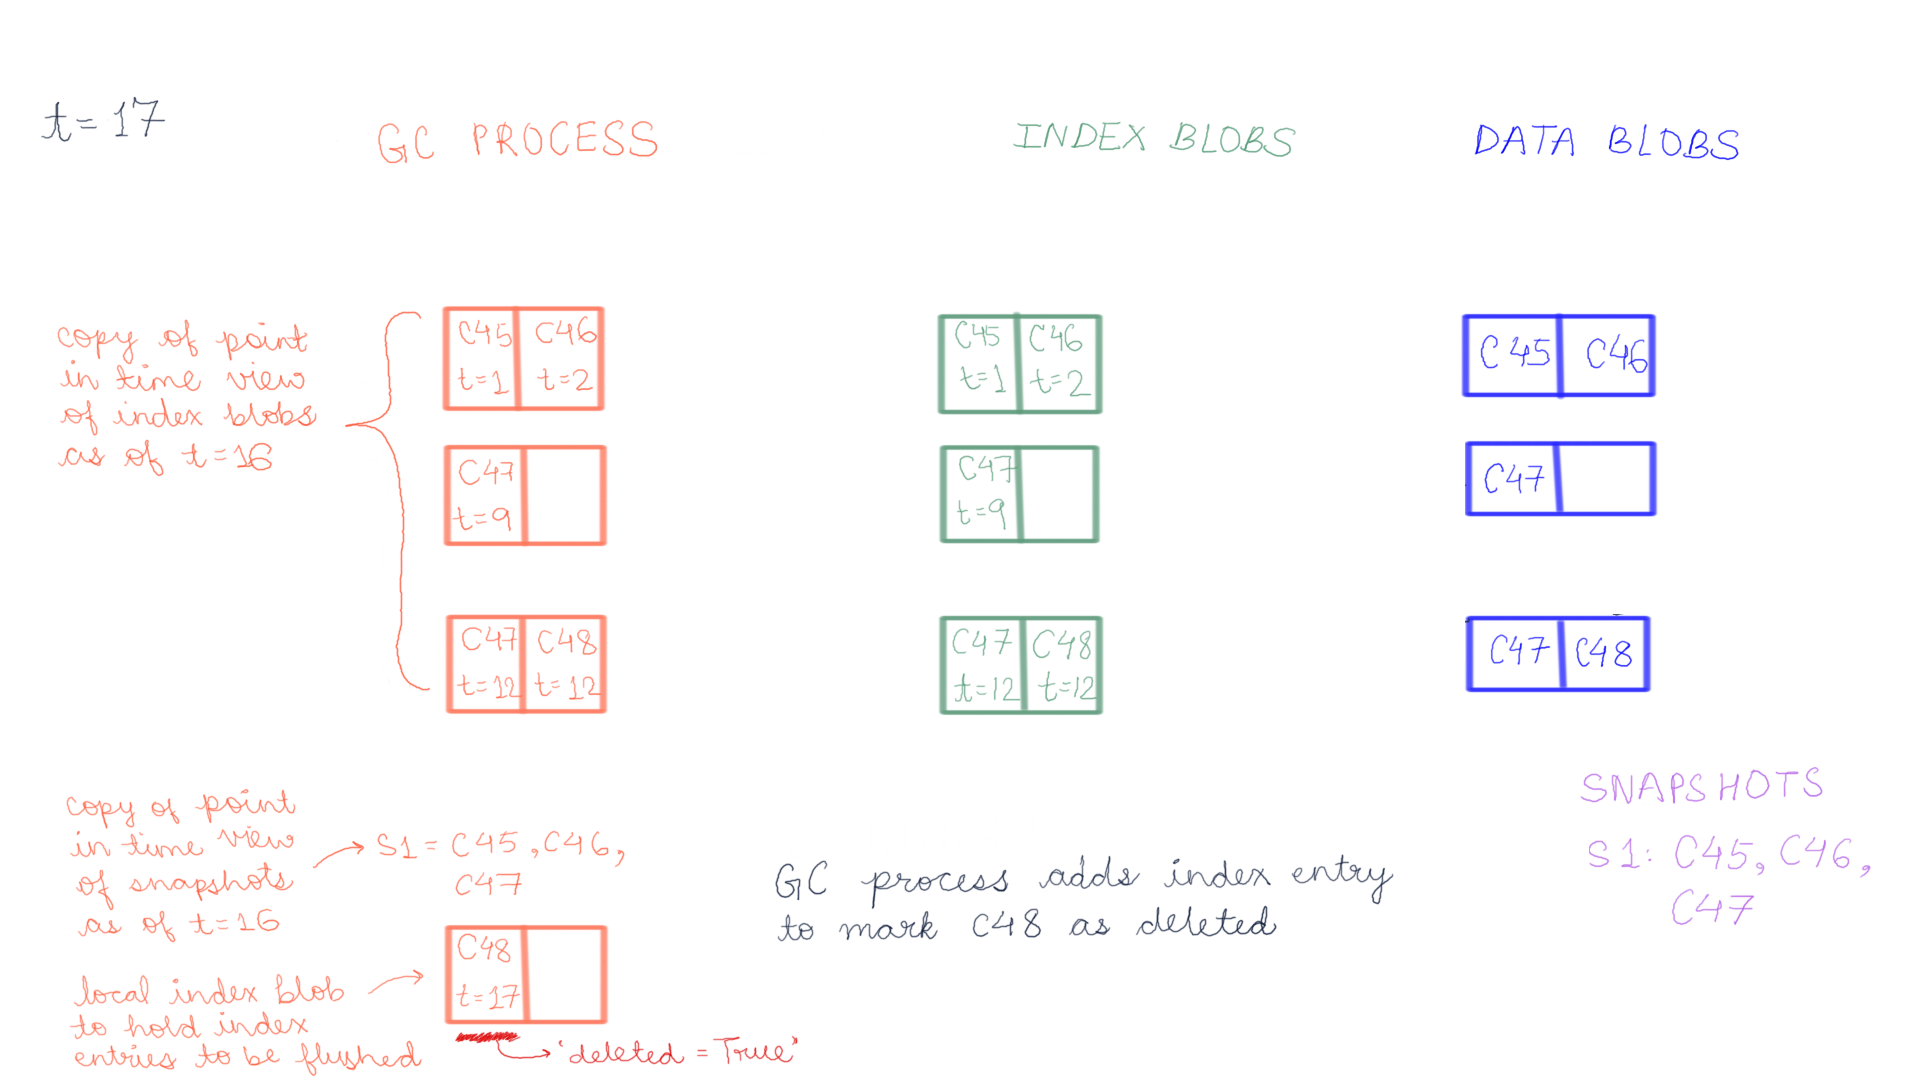 t=17
GC PROCESS
INDEX BLOBS
DATA BLOBS
copy of point
in time view
of index blobs
as of t=16
C45 C46
t=1 t=2
C47
t=9
C47 C48
t=12 t=12
C45 C46
t=1 t=2
C47
t=9
C47 C48
t=12 t=12
C45 C46
C47
C47 C48
copy of point
in time view
of snapshots
as of t=16
S1 = C45, C46,
C47
local index blob
to hold index
entries to be flushed
C48
t=17
"deleted = True"
GC process adds index entry
to mark C48 as deleted
SNAPSHOTS
S1: C45, C46,
C47